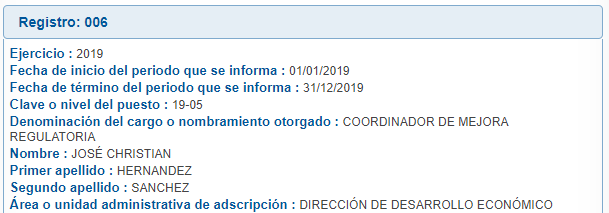 Registro: 006
Ejercicio : 2019
Fecha de inicio del periodo que se informa : 01/01/2019
Fecha de término del periodo que se informa : 31/12/2019
Clave o nivel del puesto : 19-05
Denominación del cargo o nombramiento otorgado : COORDINADOR DE MEJORA
REGULATORIA
Nombre : JOSÉ CHRISTIAN
Primer apellido : HERNANDEZ
Segundo apellido : SANCHEZ
Área o unidad administrativa de adscripción : DIRECCIÓN DE DESARROLLO ECONÓMICO